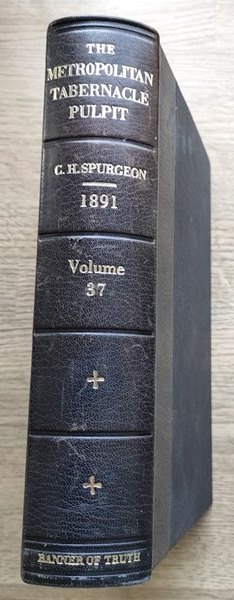 THE
METROPOLITAN
TABERNACLE
PULPIT
C.H.SPURGEON
1891
Volume
37
BANNER OF TRUTH